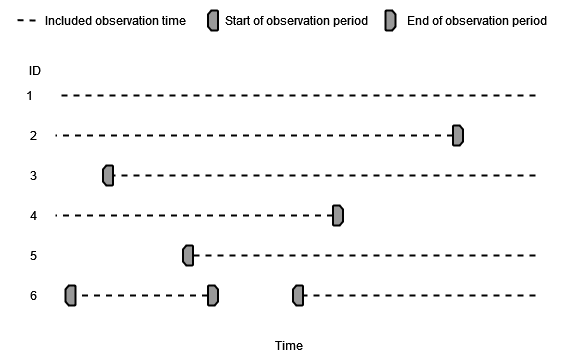 Included observation time Start of observation period End of observation period
ID
1
2
3
4
5
6
Time